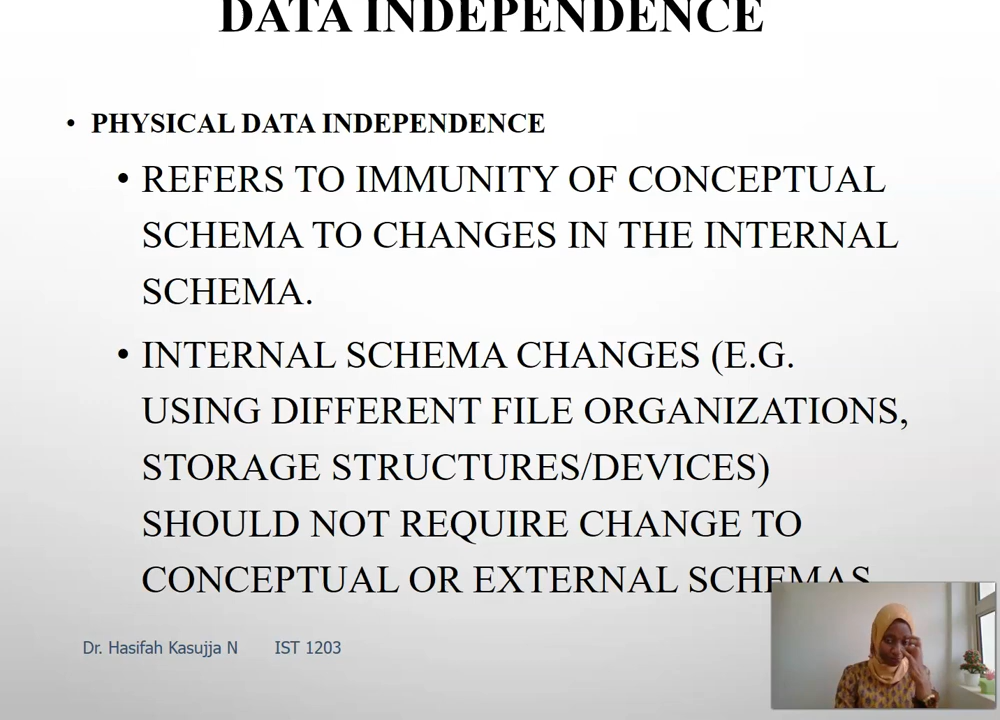 DATA INDEPENDENCE
• PHYSICAL DATA INDEPENDENCE
• REFERS TO IMMUNITY OF CONCEPTUAL
SCHEMA TO CHANGES IN THE INTERNAL
SCHEMA.
• INTERNAL SCHEMA CHANGES (E.G.
USING DIFFERENT FILE ORGANIZATIONS,
STORAGE STRUCTURES/DEVICES)
SHOULD NOT REQUIRE CHANGE TO
CONCEPTUAL OR EXTERNAL SCHEMAS
Dr. Hasifah Kasujja N IST 1203